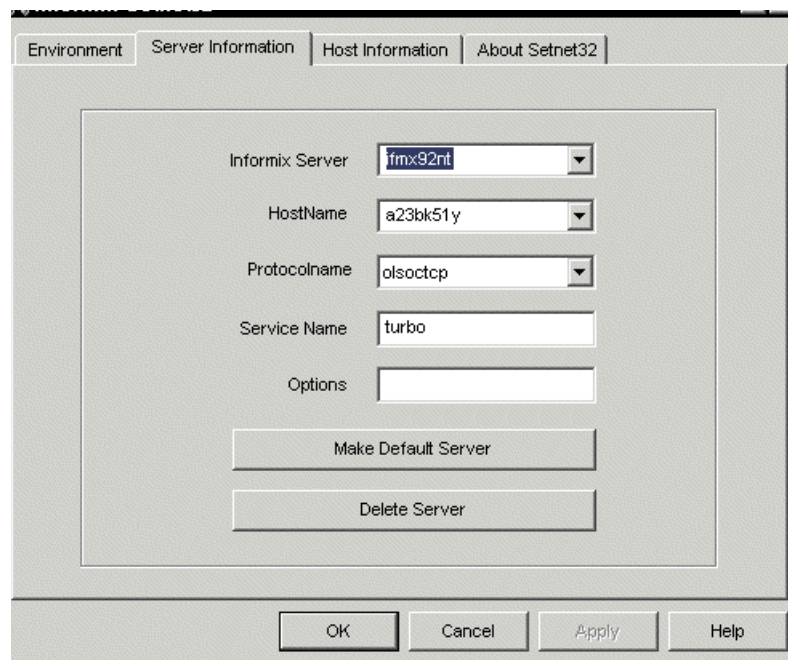 Environment Server Information Host Information About Setnet32
Informix Server ifmx92nt
HostName a23bk51y
Protocolname olsoctcp
Service Name turbo
Options
Make Default Server
Delete Server
OK Cancel Apply Help